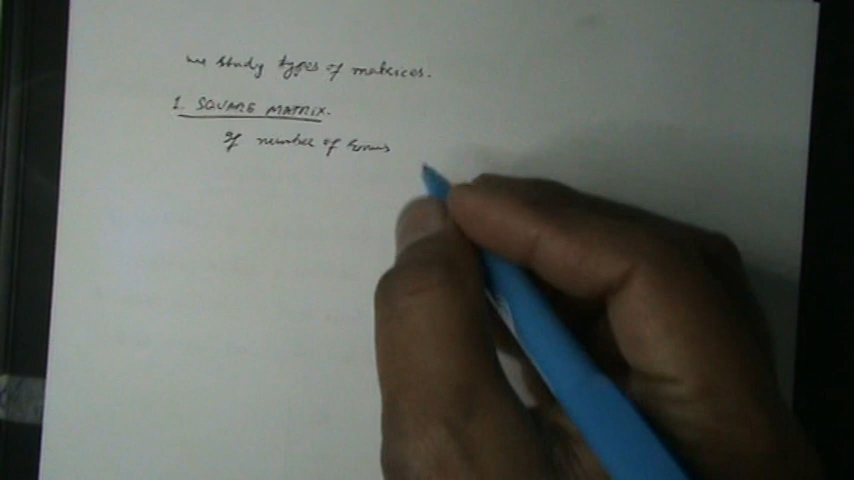 we study types of matrices.
1. SQUARE MATRIX.
If number of rows